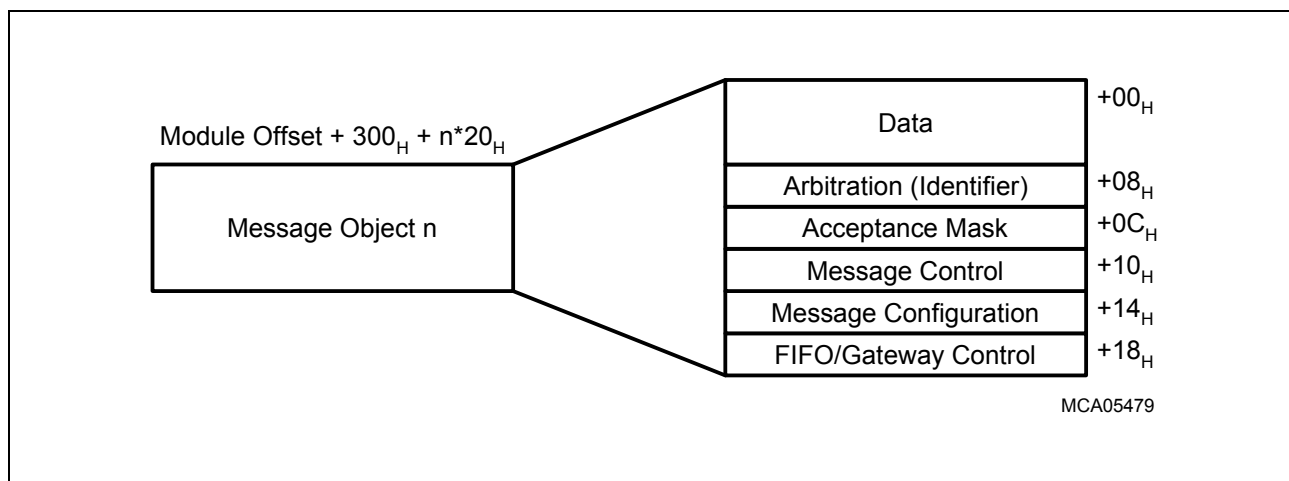 Module Offset + 300H + n*20H
Message Object n
Data
+00H
Arbitration (Identifier)
+08H
Acceptance Mask
+0CH
Message Control
+10H
Message Configuration
+14H
FIFO/Gateway Control
+18H
MCA05479